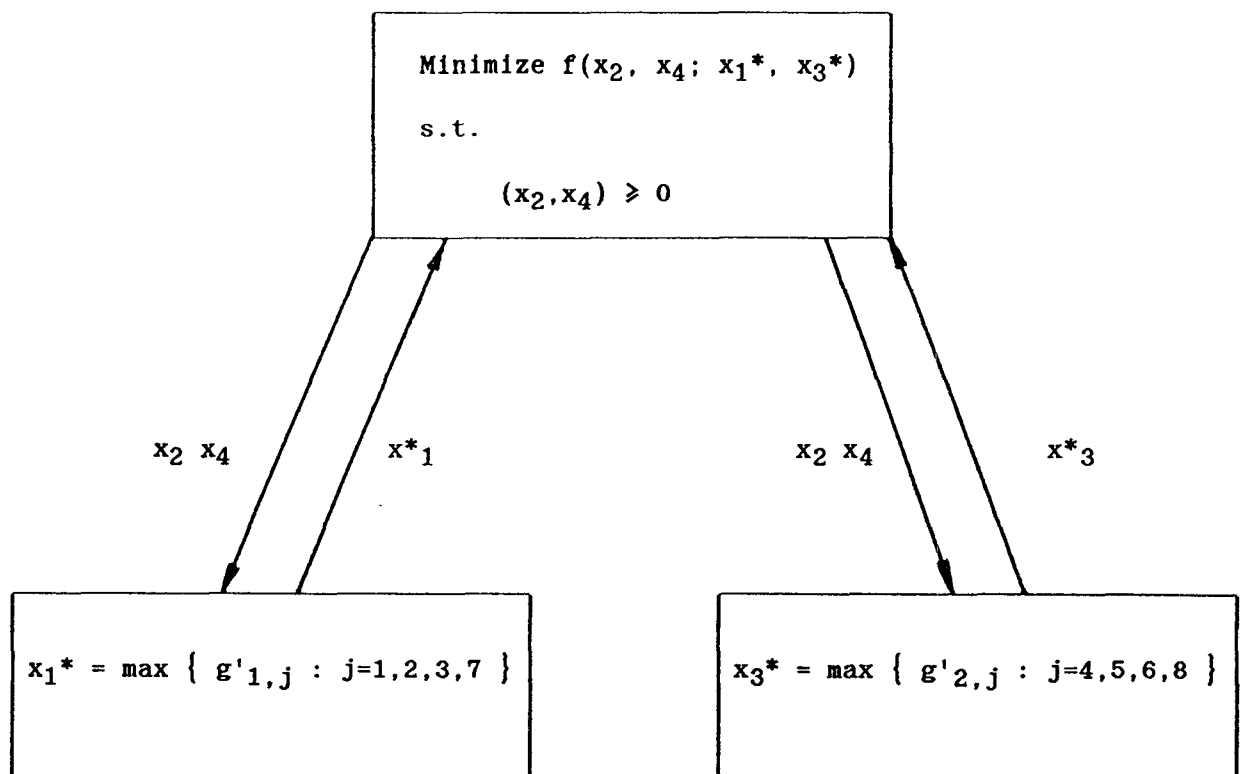 Minimize f(x₂, x₄; x₁*, x₃*)
s.t.
(x₂,x₄) ⩾ 0
x₂ x₄
x*₁
x₂ x₄
x*₃
x₁* = max { g'₁,ⱼ : j=1,2,3,7 }
x₃* = max { g'₂,ⱼ : j=4,5,6,8 }